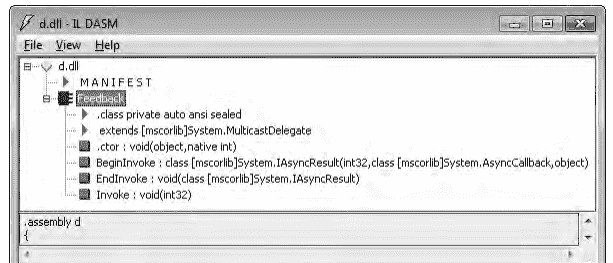 d.dll - IL DASM
File View Help
d.dll
MANIFEST
Feedback
.class private auto ansi sealed
extends [mscorlib]System.MulticastDelegate
.ctor : void(object,native int)
BeginInvoke : class [mscorlib]System.IAsyncResult(int32,class [mscorlib]System.AsyncCallback,object)
EndInvoke : void(class [mscorlib]System.IAsyncResult)
Invoke : void(int32)
.assembly d
{